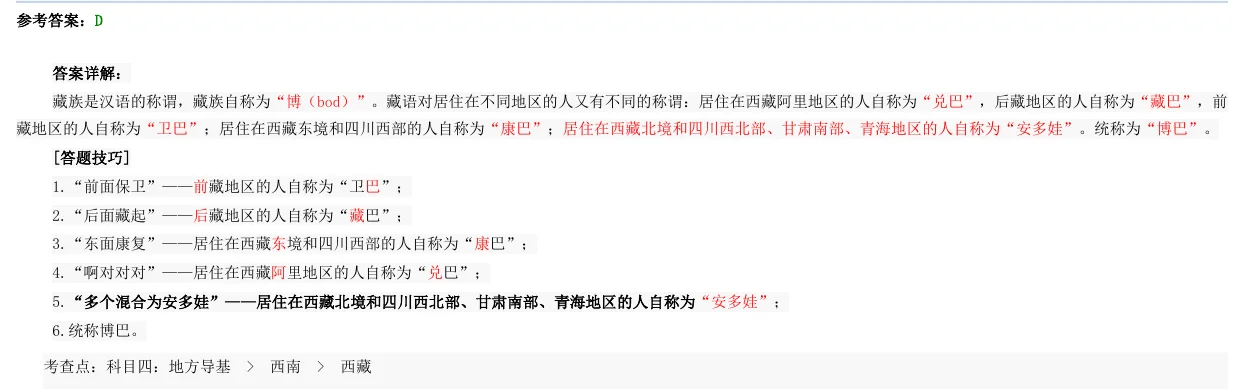 参考答案：D
答案详解：
藏族是汉语的称谓，藏族自称为“博（bod）”。藏语对居住在不同地区的人又有不同的称谓：居住在西藏阿里地区的人自称为“兑巴”，后藏地区的人自称为“藏巴”，前
藏地区的人自称为“卫巴”；居住在西藏东境和四川西部的人自称为“康巴”；居住在西藏北境和四川西北部、甘肃南部、青海地区的人自称为“安多娃”。统称为“博巴”。
[答题技巧]
1.“前面保卫”——前藏地区的人自称为“卫巴”；
2.“后面藏起”——后藏地区的人自称为“藏巴”；
3.“东面康复”——居住在西藏东境和四川西部的人自称为“康巴”；
4.“啊对对对”——居住在西藏阿里地区的人自称为“兑巴”；
5.“多个混合为安多娃”——居住在西藏北境和四川西北部、甘肃南部、青海地区的人自称为“安多娃”；
6.统称博巴。
考查点：科目四：地方导基 > 西南 > 西藏